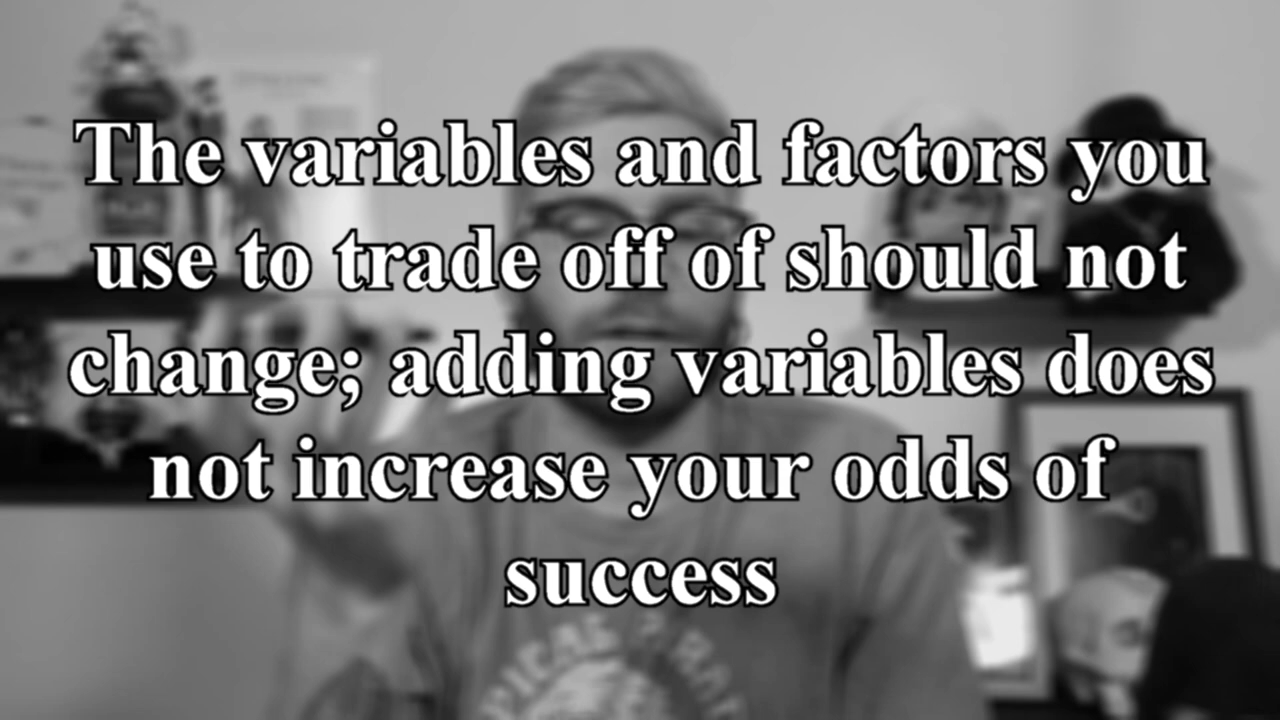 The variables and factors you
use to trade off of should not
change; adding variables does
not increase your odds of
success